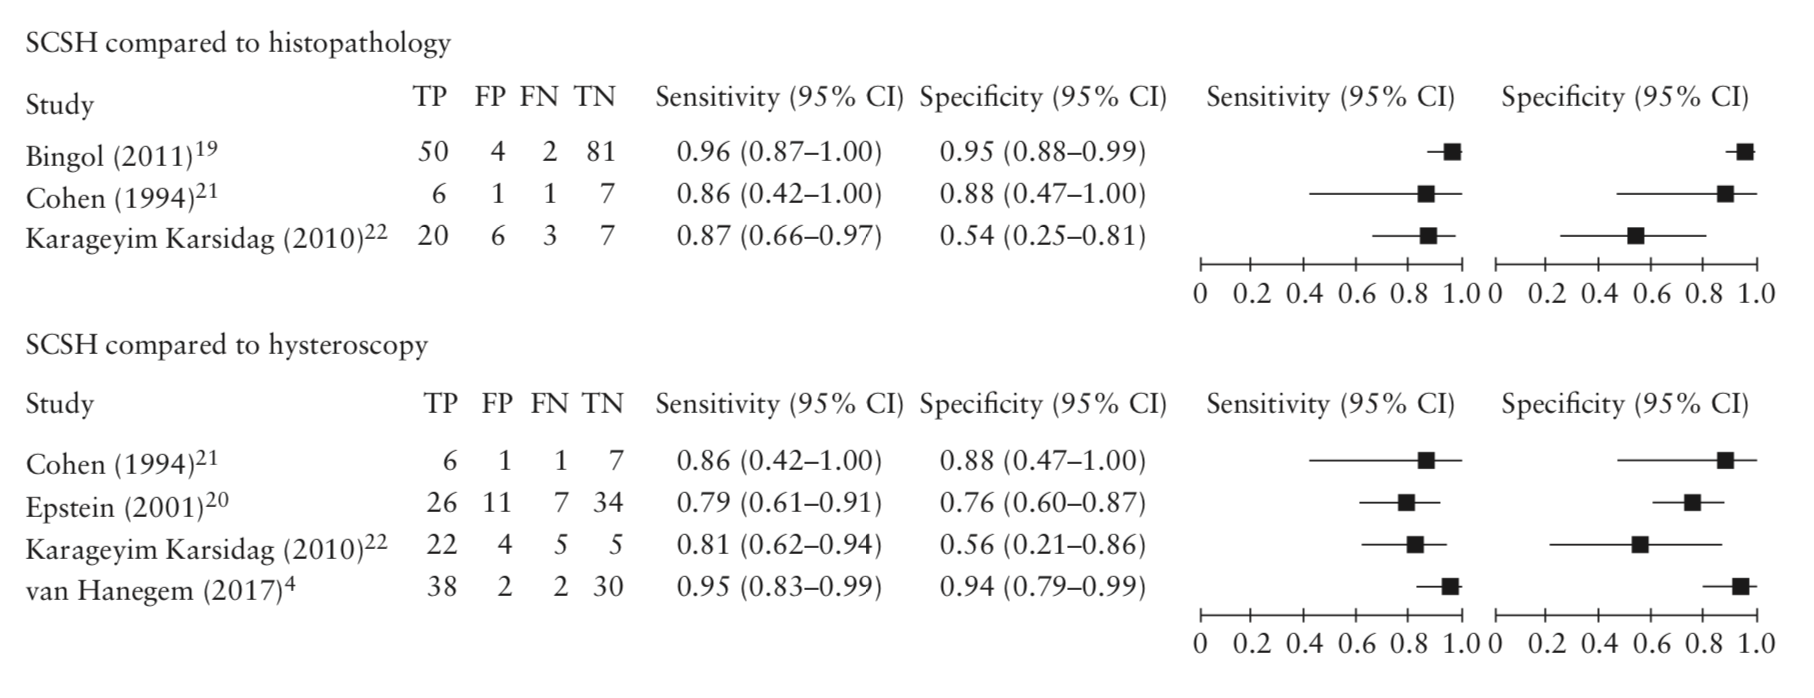 SCSH compared to histopathology
Study TP FP FN TN Sensitivity (95% CI) Specificity (95% CI) Sensitivity (95% CI) Specificity (95% CI)
Bingol (2011)19 50 4 2 81 0.96 (0.87–1.00) 0.95 (0.88–0.99)
Cohen (1994)21 6 1 1 7 0.86 (0.42–1.00) 0.88 (0.47–1.00)
Karageyim Karsidag (2010)22 20 6 3 7 0.87 (0.66–0.97) 0.54 (0.25–0.81)
0 0.2 0.4 0.6 0.8 1.0 0 0.2 0.4 0.6 0.8 1.0
SCSH compared to hysteroscopy
Study TP FP FN TN Sensitivity (95% CI) Specificity (95% CI) Sensitivity (95% CI) Specificity (95% CI)
Cohen (1994)21 6 1 1 7 0.86 (0.42–1.00) 0.88 (0.47–1.00)
Epstein (2001)20 26 11 7 34 0.79 (0.61–0.91) 0.76 (0.60–0.87)
Karageyim Karsidag (2010)22 22 4 5 5 0.81 (0.62–0.94) 0.56 (0.21–0.86)
van Hanegem (2017)4 38 2 2 30 0.95 (0.83–0.99) 0.94 (0.79–0.99)
0 0.2 0.4 0.6 0.8 1.0 0 0.2 0.4 0.6 0.8 1.0